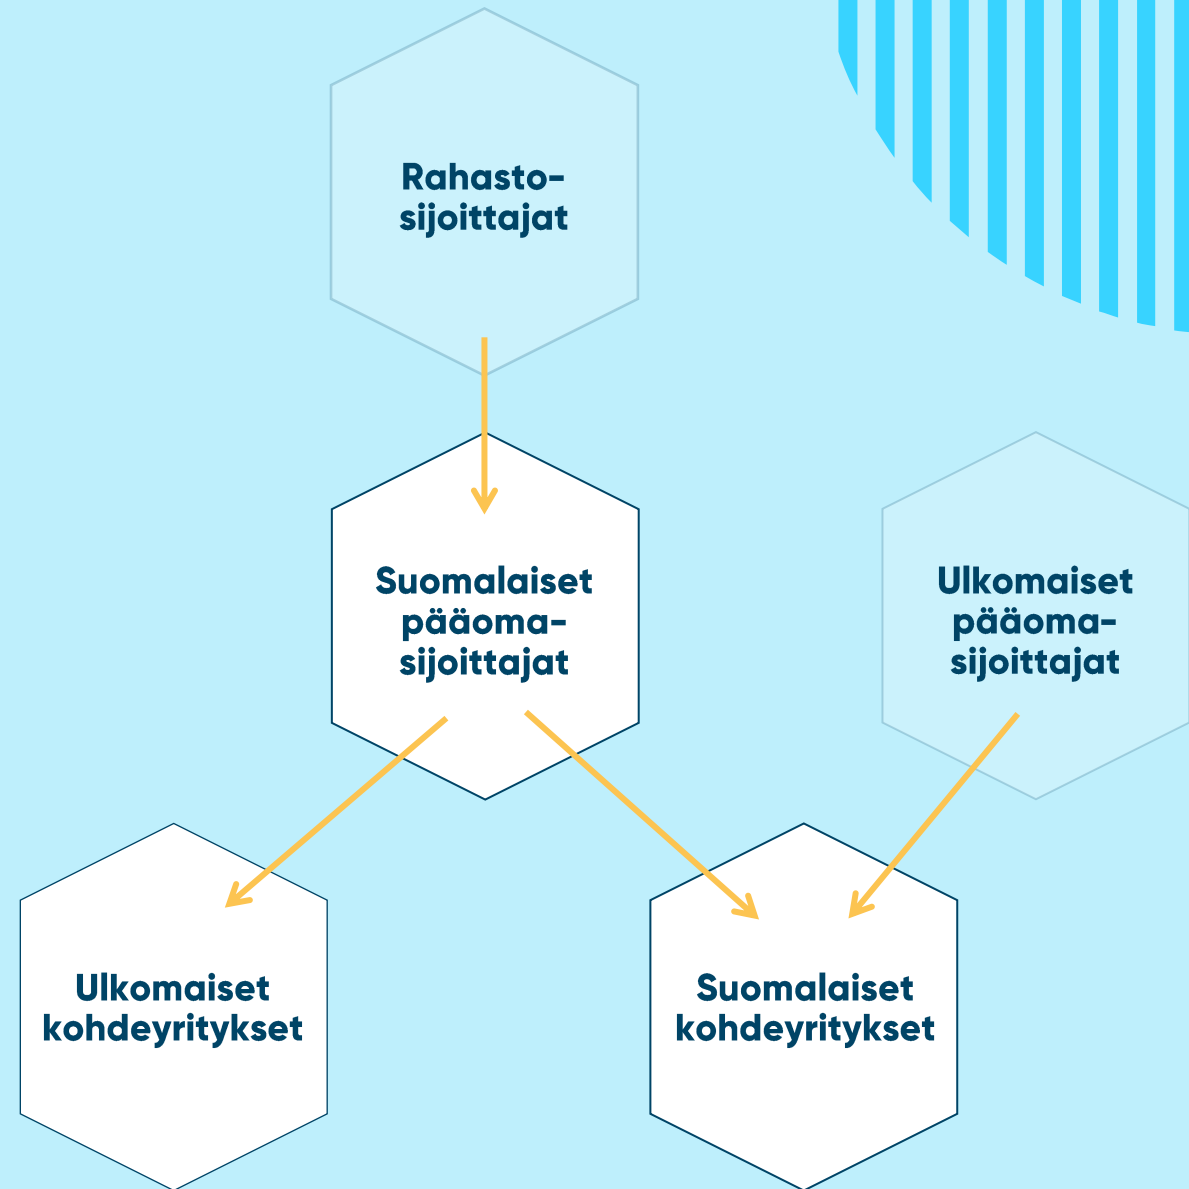 Rahasto-
sijoittajat
Suomalaiset
pääoma-
sijoittajat
Ulkomaiset
pääoma-
sijoittajat
Ulkomaiset
kohdeyritykset
Suomalaiset
kohdeyritykset